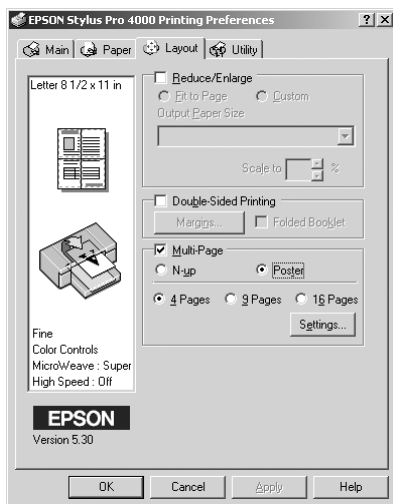 EPSON Stylus Pro 4000 Printing Preferences
Main Paper Layout Utility
Letter 8 1/2 x 11 in
Reduce/Enlarge
Fit to Page Custom
Output Paper Size
Scale to %
Double-Sided Printing
Margins... Folded Booklet
Multi-Page
N-up Poster
4 Pages 9 Pages 16 Pages
Settings...
Fine
Color Controls
MicroWeave : Super
High Speed : Off
EPSON
Version 5.30
OK Cancel Apply Help